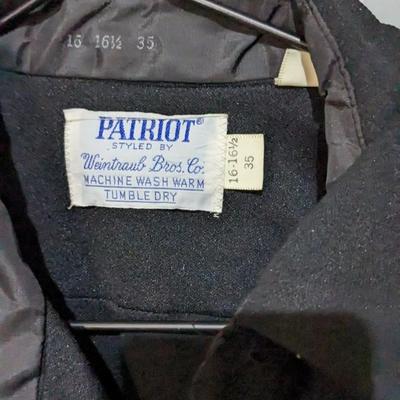 16 16½ 35
PATRIOT®
STYLED BY
Weintraub Bros. Co.
MACHINE WASH WARM
TUMBLE DRY
16-16½
35